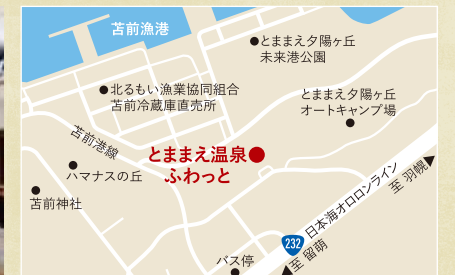 苫前漁港
●とままえ夕陽ヶ丘
未来港公園
●北るもい漁業協同組合
苫前冷蔵庫直売所
とままえ夕陽ヶ丘
オートキャンプ場
苫前港線
とままえ温泉●
ふわっと
ハマナスの丘
苫前神社
日本海オロロンライン
至 羽幌
232
至 留萌
バス停